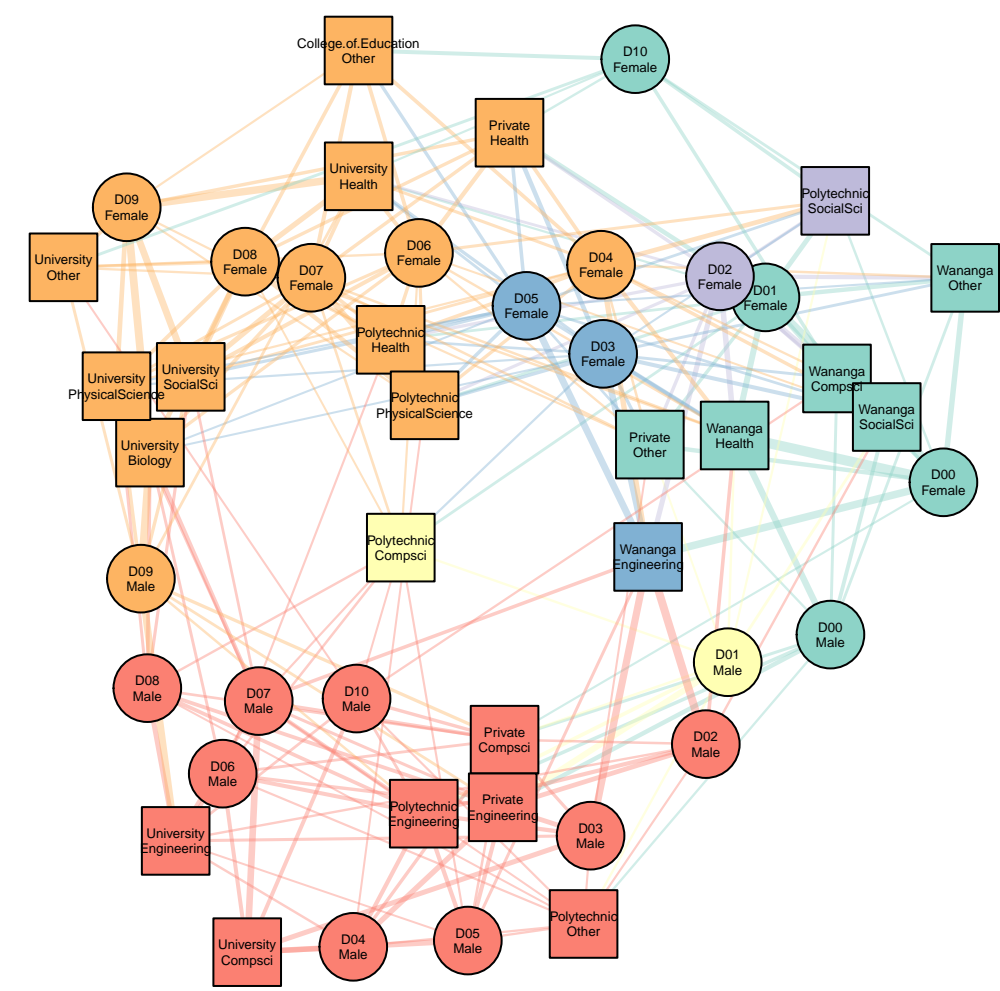 College.of.Education
Other
D10
Female
Private
Health
University
Health
Polytechnic
SocialSci
D09
Female
University
Other
D08
Female
D07
Female
D06
Female
D04
Female
D02
Female
D01
Female
Wananga
Other
D05
Female
D03
Female
Polytechnic
Health
University
PhysicalScience
University
SocialSci
Polytechnic
PhysicalScience
Wananga
Compsci
Wananga
SocialSci
University
Biology
Private
Other
Wananga
Health
D00
Female
Polytechnic
Compsci
Wananga
Engineering
D09
Male
D00
Male
D01
Male
D08
Male
D07
Male
D10
Male
Private
Compsci
D02
Male
D06
Male
Polytechnic
Engineering
Private
Engineering
D03
Male
University
Engineering
Polytechnic
Other
University
Compsci
D04
Male
D05
Male